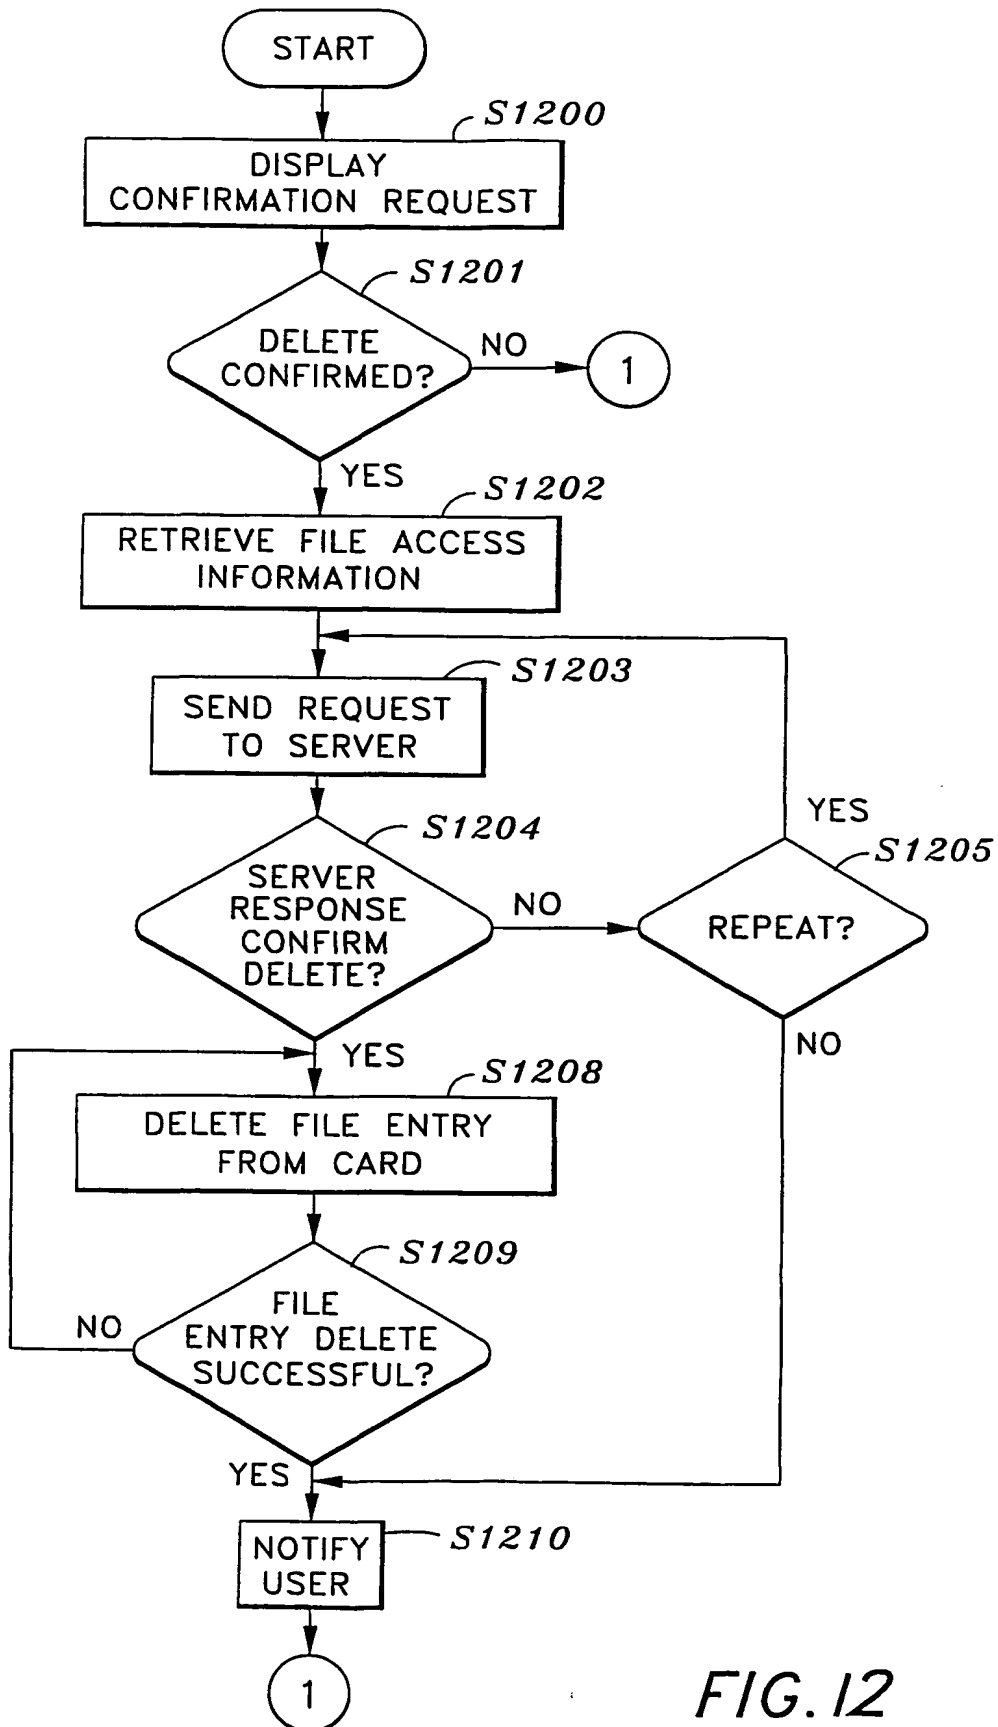 START
S1200
DISPLAY
CONFIRMATION REQUEST
S1201
DELETE
CONFIRMED?
NO
1
YES
S1202
RETRIEVE FILE ACCESS
INFORMATION
S1203
SEND REQUEST
TO SERVER
YES
S1204
S1205
SERVER
RESPONSE
CONFIRM
DELETE?
NO
REPEAT?
YES
NO
S1208
DELETE FILE ENTRY
FROM CARD
S1209
FILE
ENTRY DELETE
SUCCESSFUL?
NO
YES
S1210
NOTIFY
USER
1
FIG. 12